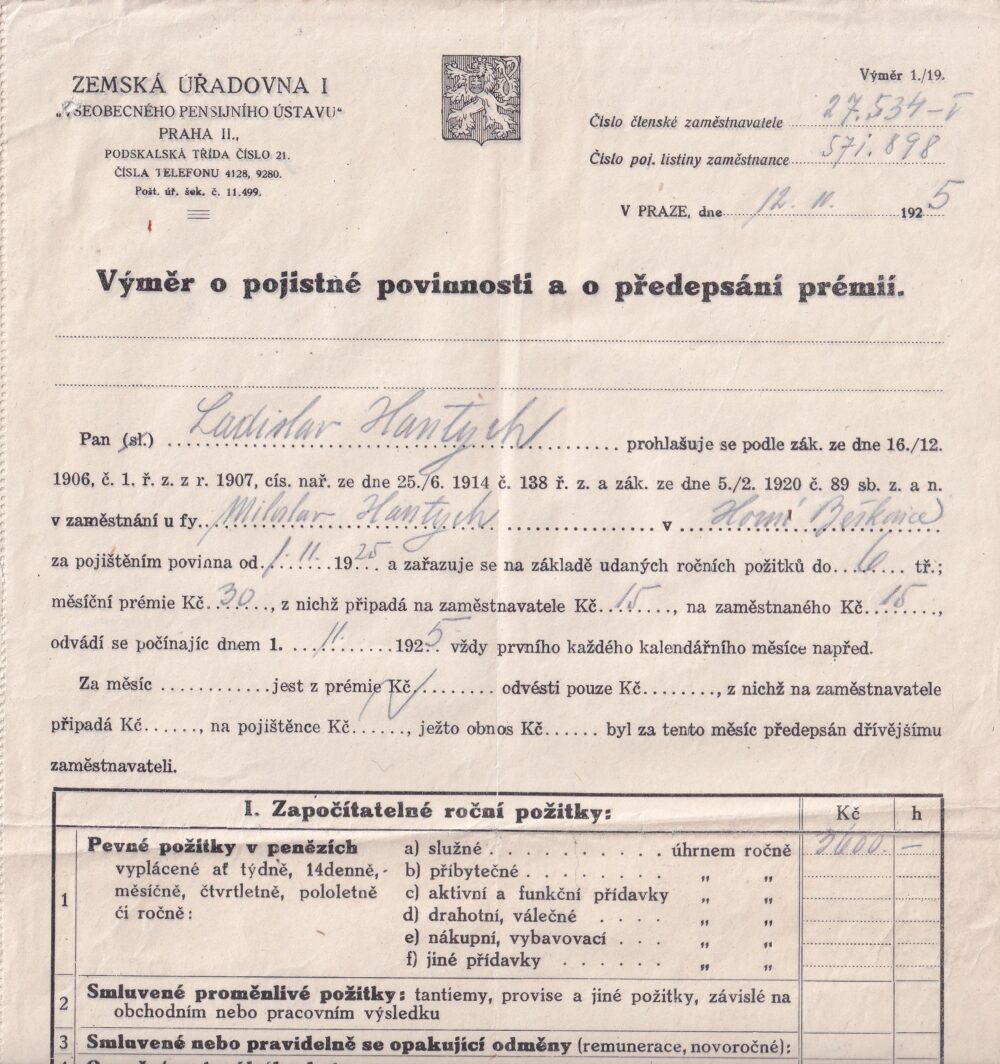 ZEMSKÁ ÚŘADOVNA I
„VŠEOBECNÉHO PENSIJNÍHO ÚSTAVU“
PRAHA II.,
PODSKALSKÁ TŘÍDA ČÍSLO 21.
ČÍSLA TELEFONU 4128, 9280.
Pošt. úř. šek. č. 11.499.
Výměr 1./19.
Číslo členské zaměstnavatele 27.534-V
Číslo poj. listiny zaměstnance 571.898
V PRAZE, dne 12. 11. 1925
Výměr o pojistné povinnosti a o předepsání prémií.
Pan (sl.) Ladislav Hantych prohlašuje se podle zák. ze dne 16./12.
1906, č. 1. ř. z. z r. 1907, cís. nař. ze dne 25./6. 1914 č. 138 ř. z. a zák. ze dne 5./2. 1920 č. 89 sb. z. a n.
v zaměstnání u fy. Miloslav Hantych v Horní Beřkovice
za pojištěním povinna od 1. 11. 1925 a zařazuje se na základě udaných ročních požitků do 6 tř.;
měsíční prémie Kč 30, z nichž připadá na zaměstnavatele Kč 15, na zaměstnaného Kč 15,
odvádí se počínajíc dnem 1. 11. 1925 vždy prvního každého kalendářního měsíce napřed.
Za měsíc jest z prémie Kč odvésti pouze Kč, z nichž na zaměstnavatele
připadá Kč, na pojištěnce Kč, ježto obnos Kč byl za tento měsíc předepsán dřívějšímu
zaměstnavateli.
I. Započítatelné roční požitky: Kč h
1 Pevné požitky v penězích a) služné úhrnem ročně 3600 —
vyplácené ať týdně, 14denně, b) příbytečné „ „
měsíčně, čtvrtletně, pololetně c) aktivní a funkční přídavky „ „
či ročně: d) drahotní, válečné „ „
e) nákupní, vybavovací „ „
f) jiné přídavky „ „
2 Smluvené proměnlivé požitky: tantiemy, provise a jiné požitky, závislé na
obchodním nebo pracovním výsledku
3 Smluvené nebo pravidelně se opakující odměny (remunerace, novoročné):